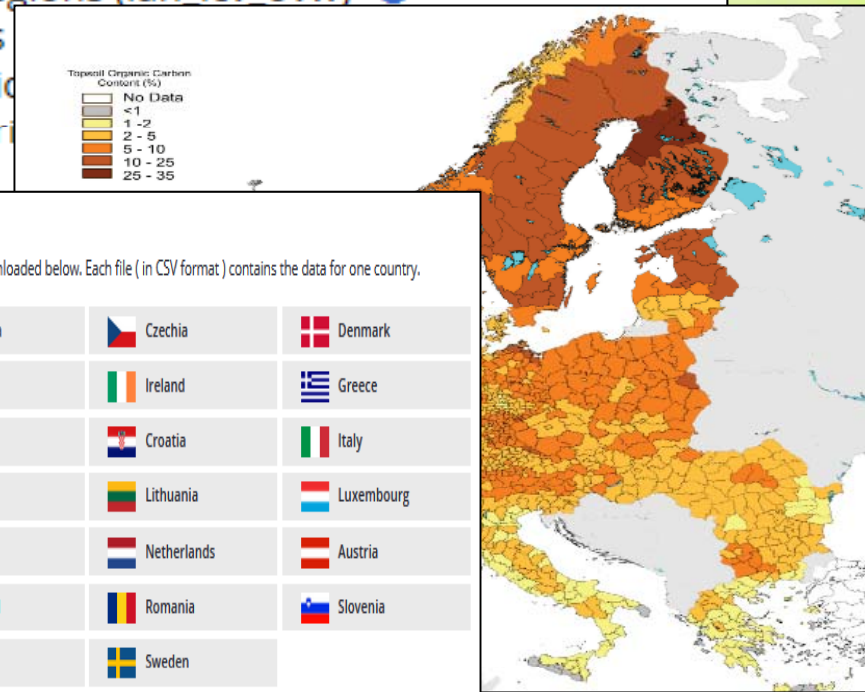 Topsoil Organic Carbon
Content (%)
No Data
<1
1 -2
2 - 5
5 - 10
10 - 25
25 - 35
nloaded below. Each file ( in CSV format ) contains the data for one country.
Czechia
Denmark
Ireland
Greece
Croatia
Italy
Lithuania
Luxembourg
Netherlands
Austria
Romania
Slovenia
Sweden